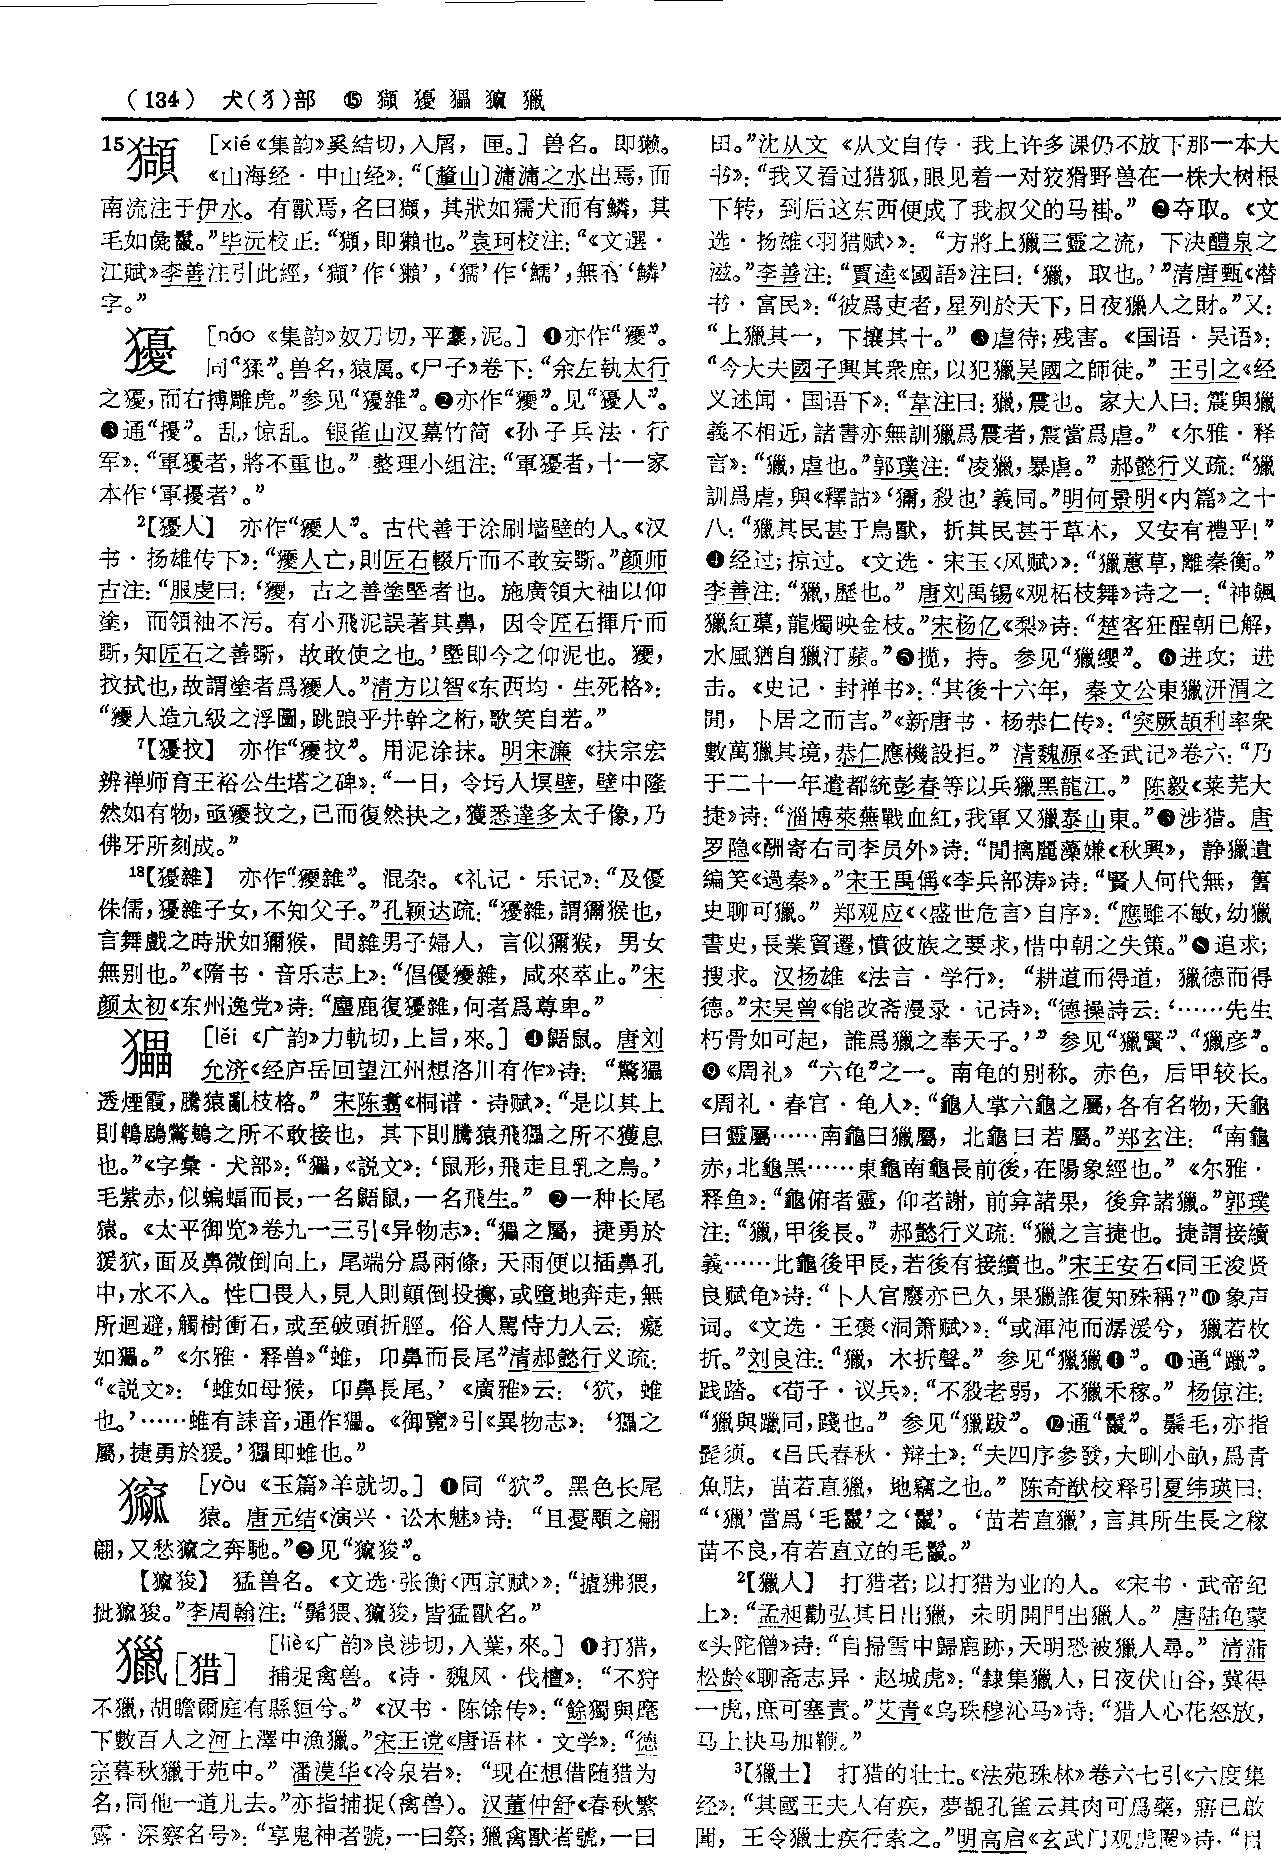 （134） 犬(犭)部 ⑮ 獺 獶 㹎 㺠 獵
15獺 [xié《集韵》奚結切，入屑，匣。] 兽名。即獭。
《山海经·中山经》：“〔釐山〕滽滽之水出焉，而
南流注于伊水。有獸焉，名曰獺，其狀如獳犬而有鱗，其
毛如彘鬣。”毕沅校正：“獺，即獺也。”袁珂校注：“《文選·
江賦》李善注引此經，‘獺’作‘獺’，‘獳’作‘鱬’，無有‘鱗’
字。”
獶 [náo《集韵》奴刀切，平豪，泥。] ❶亦作“獿”。
同“猱”。兽名，猿属。《尸子》卷下：“余左執太行
之獶，而右搏雕虎。”参见“獶雜”。❷亦作“獿”。见“獶人”。
❸通“擾”。乱，惊乱。银雀山汉墓竹简《孙子兵法·行
军》：“軍獶者，將不重也。”整理小组注：“軍獶者，十一家
本作‘軍擾者’。”
2【獶人】 亦作“獿人”。古代善于涂刷墙壁的人。《汉
书·扬雄传下》：“獿人亡，則匠石輟斤而不敢妄斲。”颜师
古注：“服虔曰：‘獿，古之善塗塈者也。施廣領大袖以仰
塗，而領袖不污。有小飛泥誤著其鼻，因令匠石揮斤而
斲，知匠石之善斲，故敢使之也。’塈即今之仰泥也。獿，
抆拭也，故謂塗者爲獿人。”清方以智《东西均·生死格》：
“獿人造九級之浮圖，跳踉乎井幹之桁，歌笑自若。”
7【獶抆】 亦作“獿抆”。用泥涂抹。明宋濂《扶宗宏
辨禅师育王裕公生塔之碑》：“一日，令圬人墁壁，壁中隆
然如有物，亟獿抆之，已而復然抉之，獲悉達多太子像，乃
佛牙所刻成。”
18【獶雜】 亦作“獿雜”。混杂。《礼记·乐记》：“及優
侏儒，獶雜子女，不知父子。”孔颖达疏：“獶雜，謂獮猴也，
言舞戲之時狀如獮猴，間雜男子婦人，言似獮猴，男女
無別也。”《隋书·音乐志上》：“倡優獿雜，咸來萃止。”宋
颜太初《东州逸党》诗：“麈鹿復獶雜，何者爲尊卑。”
[lěi《广韵》力軌切，上旨，來。] ❶鼯鼠。唐刘
允济《经庐岳回望江州想洛川有作》诗：“驚
透煙霞，騰猿亂枝格。”宋陈翥《桐谱·诗赋》：“是以其上
則鵯鶋鷟鸏之所不敢接也，其下則騰猿飛之所不獲息
也。”《字彙·犬部》：“，《説文》：‘鼠形，飛走且乳之鳥。’
毛紫赤，似蝙蝠而長，一名鼯鼠，一名飛生。” ❷一种长尾
猿。《太平御览》卷九一三引《异物志》：“之屬，捷勇於
猨狖，面及鼻微倒向上，尾端分爲兩條，天雨便以插鼻孔
中，水不入。性囗畏人，見人則顛倒投擲，或墮地奔走，無
所迴避，觸樹衝石，或至破頭折脛。俗人罵恃力人云：癡
如。”《尔雅·释兽》“蜼，卬鼻而長尾”清郝懿行义疏：
“《説文》：‘蜼如母猴，卬鼻長尾。’《廣雅》云：‘狖，蜼
也。’……蜼有誄音，通作。《御覽》引《異物志》：‘之
屬，捷勇於猨。’即蜼也。”
[yòu《玉篇》羊就切。] ❶同“狖”。黑色长尾
猿。唐元结《演兴·讼木魅》诗：“且憂顒之翩
翩，又愁之奔馳。”❷见“狻”。
【狻】 猛兽名。《文选·张衡〈西京赋〉》：“摣狒猬，
批狻。”李周翰注：“髴猬、狻，皆猛獸名。”
獵[猎] [liè《广韵》良涉切，入葉，來。] ❶打猎，
捕捉禽兽。《诗·魏风·伐檀》：“不狩
不獵，胡瞻爾庭有縣狟兮。”《汉书·陈馀传》：“餘獨與麾
下數百人之河上澤中漁獵。”宋王谠《唐语林·文学》：“德
宗暮秋獵于苑中。”潘漠华《冷泉岩》：“现在想借随猎为
名，同他一道儿去。”亦指捕捉(禽兽)。汉董仲舒《春秋繁
露·深察名号》：“享鬼神者號，一曰祭；獵禽獸者號，一曰
田。”沈从文《从文自传·我上许多课仍不放下那一本大
书》：“我又看过猎狐，眼见着一对狡猾野兽在一株大树根
下转，到后这东西便成了我叔父的马褂。” ❷夺取。《文
选·扬雄〈羽猎赋〉》：“方將上獵三靈之流，下決醴泉之
滋。”李善注：“賈逵《國語》注曰：‘獵，取也。’”清唐甄《潜
书·富民》：“彼爲吏者，星列於天下，日夜獵人之財。”又：
“上獵其一，下攘其十。” ❸虐待；残害。《国语·吴语》：
“今大夫國子興其衆庶，以犯獵吴國之師徒。”王引之《经
义述闻·国语下》：“韋注曰：獵，震也。家大人曰：震與獵
義不相近，諸書亦無訓獵爲震者，震當爲虐。”《尔雅·释
言》：“獵，虐也。”郭璞注：“凌獵，暴虐。”郝懿行义疏：“獵
訓爲虐，與《釋詁》‘獮，殺也’義同。”明何景明《内篇》之十
八：“獵其民甚于鳥獸，折其民甚于草木，又安有禮乎！”
❹经过；掠过。《文选·宋玉〈风赋〉》：“獵蕙草，離秦衡。”
李善注：“獵，歷也。”唐刘禹锡《观柘枝舞》诗之一：“神飆
獵紅蕖，龍燭映金枝。”宋杨亿《梨》诗：“楚客狂醒朝已解，
水風猶自獵汀蘋。”❺揽，持。参见“獵纓”。❻进攻；进
击。《史记·封禅书》：“其後十六年，秦文公東獵汧渭之
間，卜居之而吉。”《新唐书·杨恭仁传》：“突厥頡利率衆
數萬獵其境，恭仁應機設拒。”清魏源《圣武记》卷六：“乃
于二十一年遣都統彭春等以兵獵黑龍江。”陈毅《莱芜大
捷》诗：“淄博萊蕪戰血紅，我軍又獵泰山東。”❼涉猎。唐
罗隐《酬寄右司李员外》诗：“閒擒麗藻嫌《秋興》，静獵遺
編笑《過秦》。”宋王禹偁《李兵部涛》诗：“賢人何代無，舊
史聊可獵。”郑观应《〈盛世危言〉自序》：“應雖不敏，幼獵
書史，長業貿遷，憤彼族之要求，惜中朝之失策。”❽追求；
搜求。汉扬雄《法言·学行》：“耕道而得道，獵德而得
德。”宋吴曾《能改斋漫录·记诗》：“德操詩云：‘……先生
朽骨如可起，誰爲獵之奉天子。’”参见“獵賢”、“獵彦”。
❾《周礼》“六龟”之一。南龟的别称。赤色，后甲较长。
《周礼·春官·龟人》：“龜人掌六龜之屬，各有名物，天龜
曰靈屬……南龜曰獵屬，北龜曰若屬。”郑玄注：“南龜
赤，北龜黑……東龜南龜長前後，在陽象經也。”《尔雅·
释鱼》：“龜俯者靈，仰者謝，前弇諸果，後弇諸獵。”郭璞
注：“獵，甲後長。”郝懿行义疏：“獵之言捷也。捷謂接續
義……此龜後甲長，若後有接續也。”宋王安石《同王浚贤
良赋龟》诗：“卜人官廢亦已久，果獵誰復知殊稱？”❿象声
词。《文选·王褒〈洞箫赋〉》：“或渾沌而潺湲兮，獵若枚
折。”刘良注：“獵，木折聲。”参见“獵獵❶”。⓫通“躐”。
践踏。《荀子·议兵》：“不殺老弱，不獵禾稼。”杨倞注：
“獵與躐同，踐也。”参见“獵跋”。⓬通“鬣”。鬃毛，亦指
髭须。《吕氏春秋·辩土》：“夫四序參發，大甽小畝，爲青
魚胠，苗若直獵，地竊之也。”陈奇猷校释引夏纬瑛曰：
“‘獵’當爲‘毛鬣’之‘鬣’。‘苗若直獵’，言其所生長之稼
苗不良，有若直立的毛鬣。”
2【獵人】 打猎者；以打猎为业的人。《宋书·武帝纪
上》：“孟昶勸弘其日出獵，未明開門出獵人。”唐陆龟蒙
《头陀僧》诗：“自掃雪中歸鹿跡，天明恐被獵人尋。”清蒲
松龄《聊斋志异·赵城虎》：“隸集獵人，日夜伏山谷，冀得
一虎，庶可塞責。”艾青《乌珠穆沁马》诗：“猎人心花怒放，
马上快马加鞭。”
3【獵士】 打猎的壮士。《法苑珠林》卷六七引《六度集
经》：“其國王夫人有疾，夢覩孔雀云其肉可爲藥，寤已啟
聞，王令獵士疾行索之。”明高启《玄武门观虎圈》诗：“日